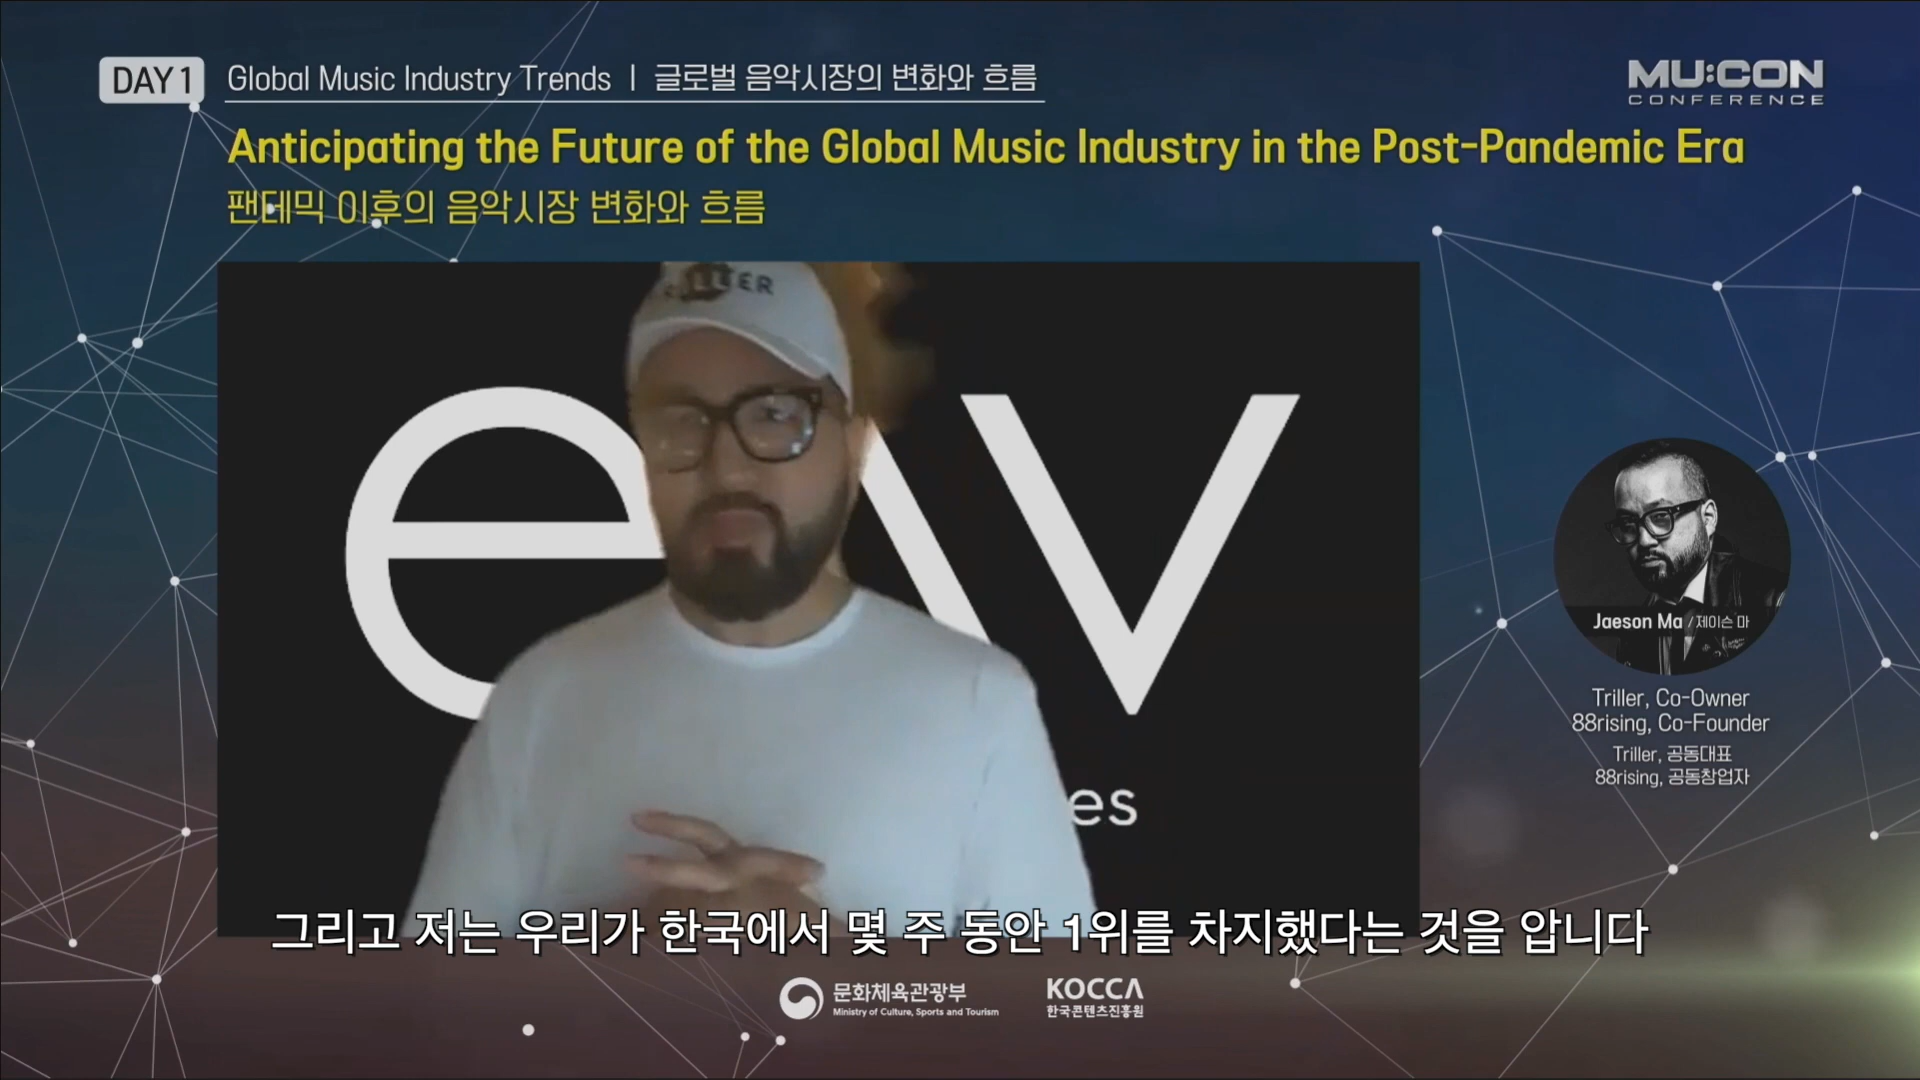 DAY 1
Global Music Industry Trends | 글로벌 음악시장의 변화와 흐름
MU:CON
CONFERENCE
Anticipating the Future of the Global Music Industry in the Post-Pandemic Era
팬데믹 이후의 음악시장 변화와 흐름
es
Jaeson Ma / 제이슨 마
Triller, Co-Owner
88rising, Co-Founder
Triller, 공동대표
88rising, 공동창업자
그리고 저는 우리가 한국에서 몇 주 동안 1위를 차지했다는 것을 압니다
문화체육관광부
Ministry of Culture, Sports and Tourism
KOCCA
한국콘텐츠진흥원